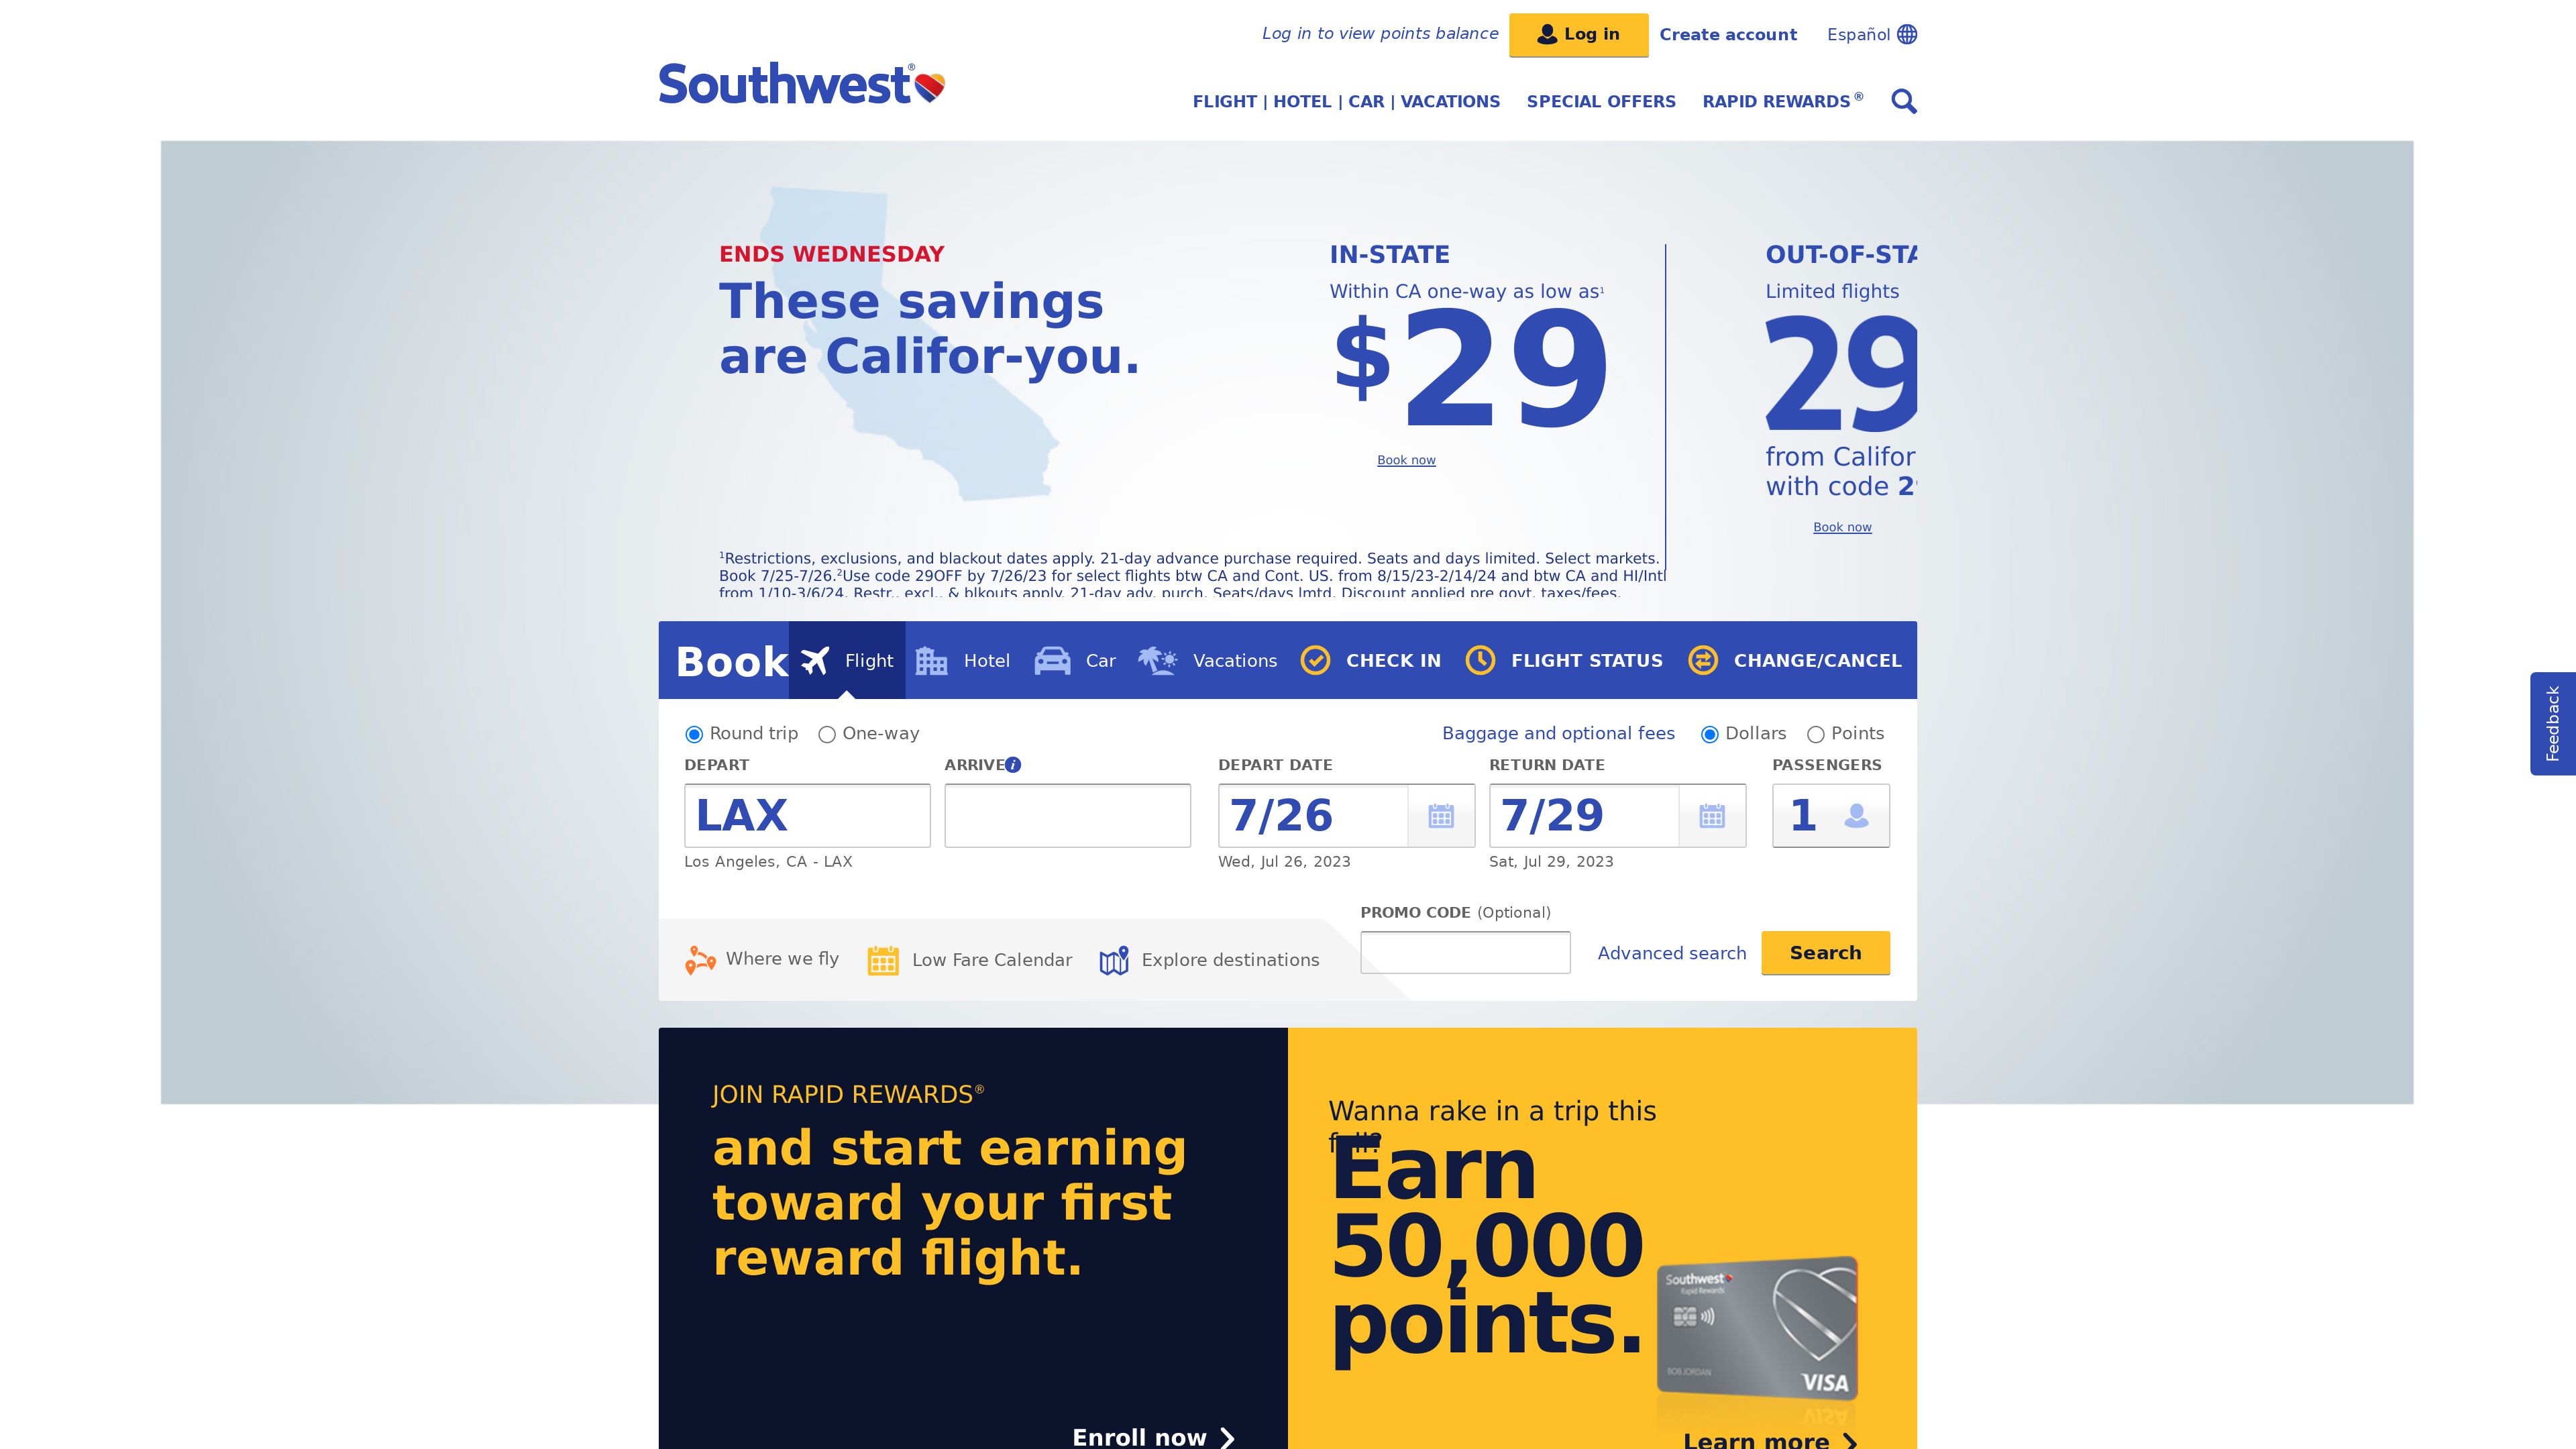 Log in to view points balance
Log in
Create account
Español
Southwest®
FLIGHT | HOTEL | CAR | VACATIONS
SPECIAL OFFERS
RAPID REWARDS®
ENDS WEDNESDAY
These savings
are Califor-you.
IN-STATE
Within CA one-way as low as1
$29
Book now
OUT-OF-STA
Limited flights
29
from Califor
with code 2
Book now
1Restrictions, exclusions, and blackout dates apply. 21-day advance purchase required. Seats and days limited. Select markets.
Book 7/25-7/26.2Use code 29OFF by 7/26/23 for select flights btw CA and Cont. US. from 8/15/23-2/14/24 and btw CA and HI/Intl
from 1/10-3/6/24. Restr., excl., & blkouts apply. 21-day adv. purch. Seats/days lmtd. Discount applied pre govt. taxes/fees.
Book
Flight
Hotel
Car
Vacations
CHECK IN
FLIGHT STATUS
CHANGE/CANCEL
Feedback
Round trip
One-way
Baggage and optional fees
Dollars
Points
DEPART
ARRIVE
DEPART DATE
RETURN DATE
PASSENGERS
LAX
7/26
7/29
1
Los Angeles, CA - LAX
Wed, Jul 26, 2023
Sat, Jul 29, 2023
PROMO CODE (Optional)
Where we fly
Low Fare Calendar
Explore destinations
Advanced search
Search
JOIN RAPID REWARDS®
and start earning
toward your first
reward flight.
Enroll now
Wanna rake in a trip this
fall?
Earn
50,000
points.
Southwest
Rapid Rewards
BOB JORDAN
VISA
Learn more